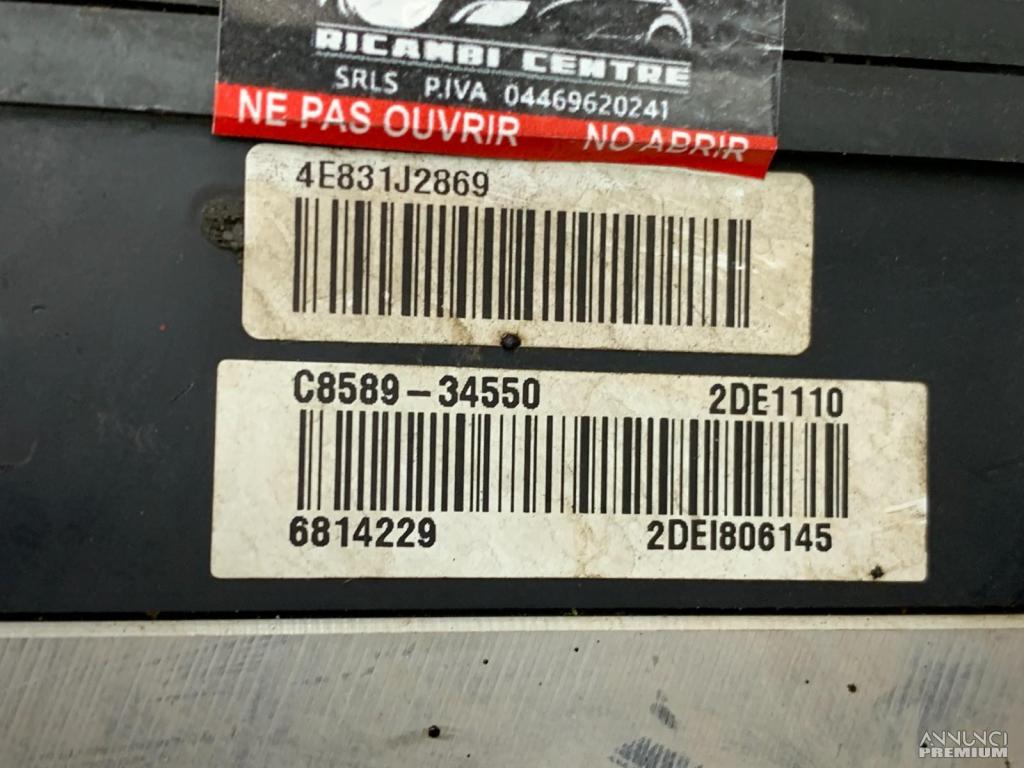 RICAMBI CENTRE
SRLS P.IVA 04469620241
NE PAS OUVRIR NO ABRIR
4E831J2869
C8589-34550 2DE1110
6814229 2DEI806145
ANNUNCI
PREMIUM